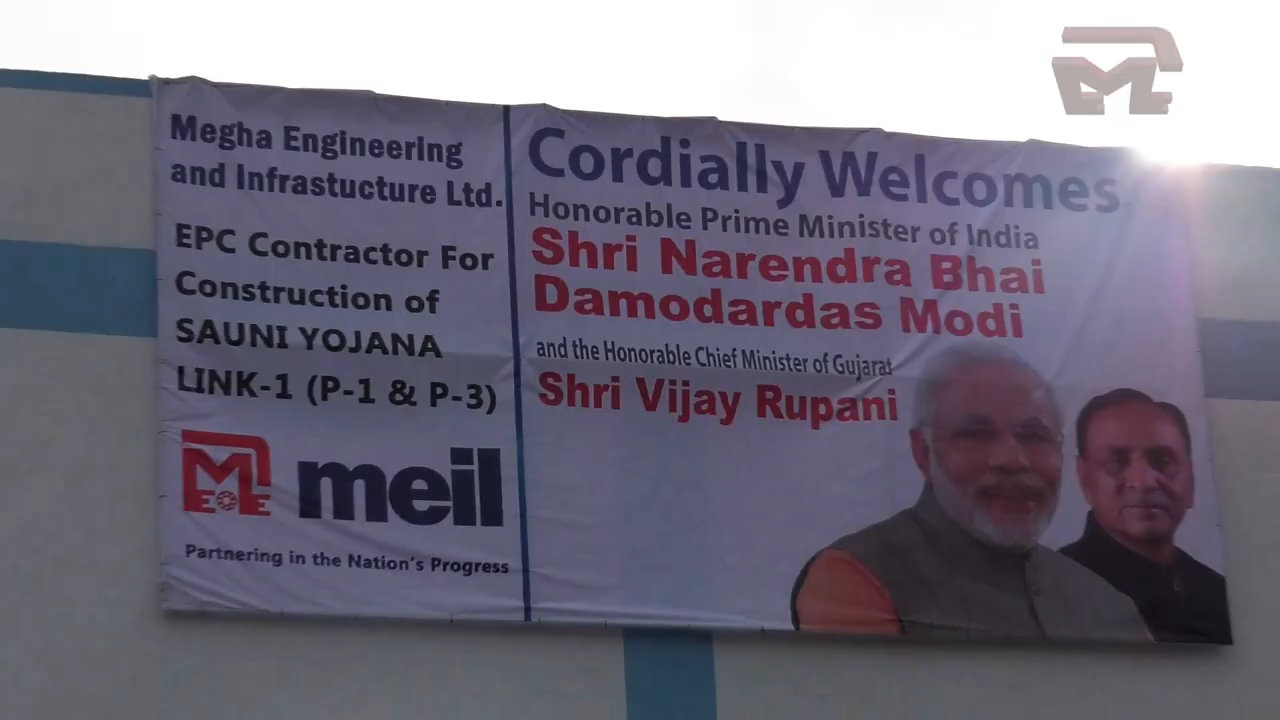 Megha Engineering
and Infrastucture Ltd.
EPC Contractor For
Construction of
SAUNI YOJANA
LINK-1 (P-1 & P-3)
meil
Partnering in the Nation's Progress
Cordially Welcomes
Honorable Prime Minister of India
Shri Narendra Bhai
Damodardas Modi
and the Honorable Chief Minister of Gujarat
Shri Vijay Rupani